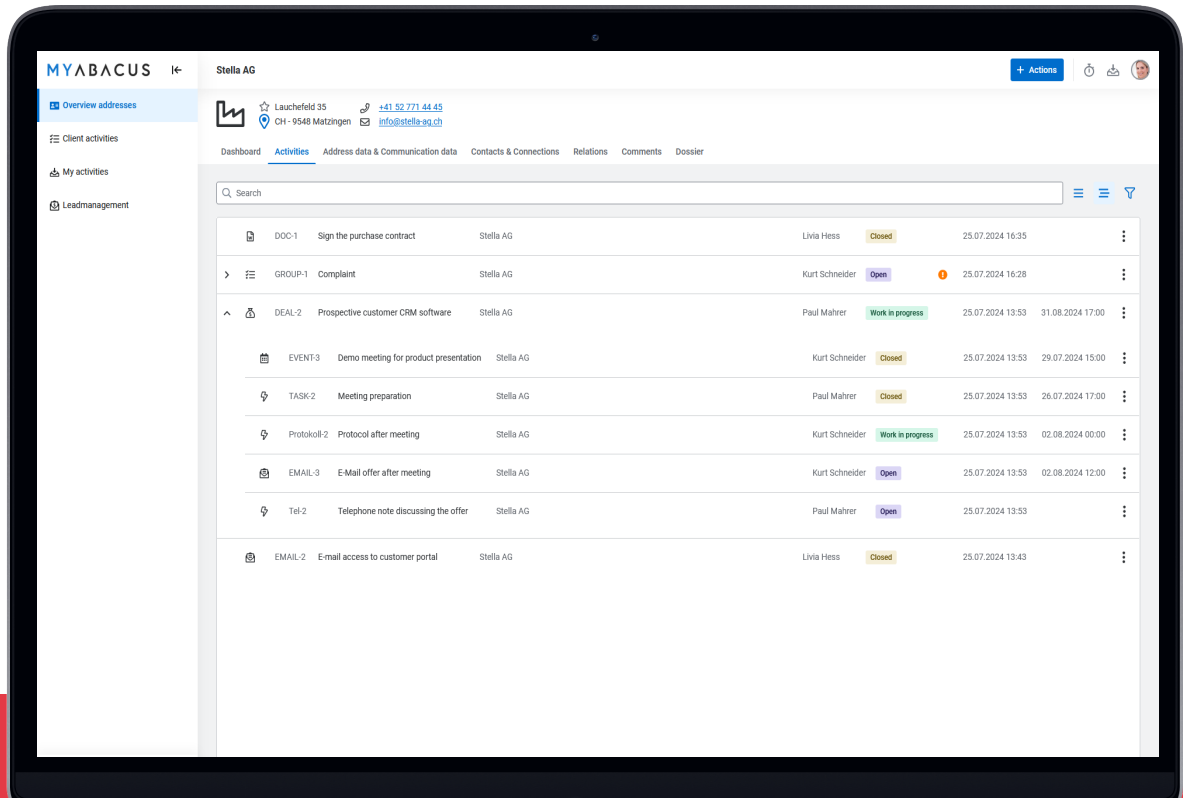 MYΛBΛCUS
Stella AG
+ Actions
Overview addresses
Client activities
My activities
Leadmanagement
Lauchefeld 35 +41 52 771 44 45
CH - 9548 Matzingen info@stella-ag.ch
Dashboard Activities Address data & Communication data Contacts & Connections Relations Comments Dossier
Search
DOC-1 Sign the purchase contract Stella AG Livia Hess Closed 25.07.2024 16:35
GROUP-1 Complaint Stella AG Kurt Schneider Open 25.07.2024 16:28
DEAL-2 Prospective customer CRM software Stella AG Paul Mahrer Work in progress 25.07.2024 13:53 31.08.2024 17:00
EVENT-3 Demo meeting for product presentation Stella AG Kurt Schneider Closed 25.07.2024 13:53 29.07.2024 15:00
TASK-2 Meeting preparation Stella AG Paul Mahrer Closed 25.07.2024 13:53 26.07.2024 17:00
Protokoll-2 Protocol after meeting Stella AG Kurt Schneider Work in progress 25.07.2024 13:53 02.08.2024 00:00
EMAIL-3 E-Mail offer after meeting Stella AG Kurt Schneider Open 25.07.2024 13:53 02.08.2024 12:00
Tel-2 Telephone note discussing the offer Stella AG Paul Mahrer Open 25.07.2024 13:53
EMAIL-2 E-mail access to customer portal Stella AG Livia Hess Closed 25.07.2024 13:43